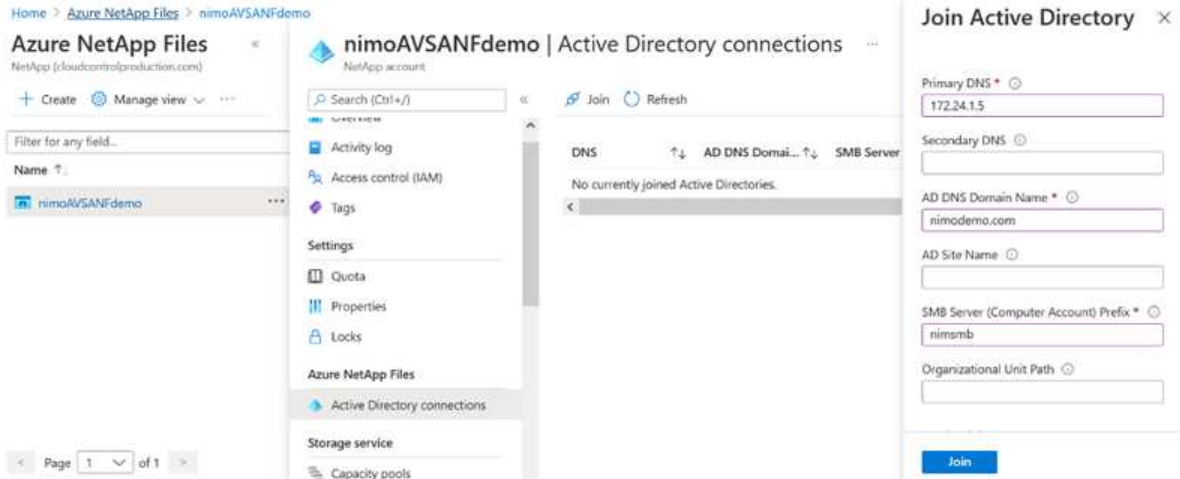 Home > Azure NetApp Files > nimoAVSANFdemo
Azure NetApp Files «
NetApp (cloudcontrolproduction.com)
+ Create Manage view ...
Filter for any field...
Name ↑↓
nimoAVSANFdemo ...
< Page 1 of 1 >
nimoAVSANFdemo | Active Directory connections ...
NetApp account
Search (Ctrl+/) «
Overview
Activity log
Access control (IAM)
Tags
Settings
Quota
Properties
Locks
Azure NetApp Files
Active Directory connections
Storage service
Capacity pools
Join Refresh
DNS ↑↓ AD DNS Domai... ↑↓ SMB Server
No currently joined Active Directories.
Join Active Directory ×
Primary DNS *
172.24.1.5
Secondary DNS
AD DNS Domain Name *
nimodemo.com
AD Site Name
SMB Server (Computer Account) Prefix *
nimsmb
Organizational Unit Path
Join